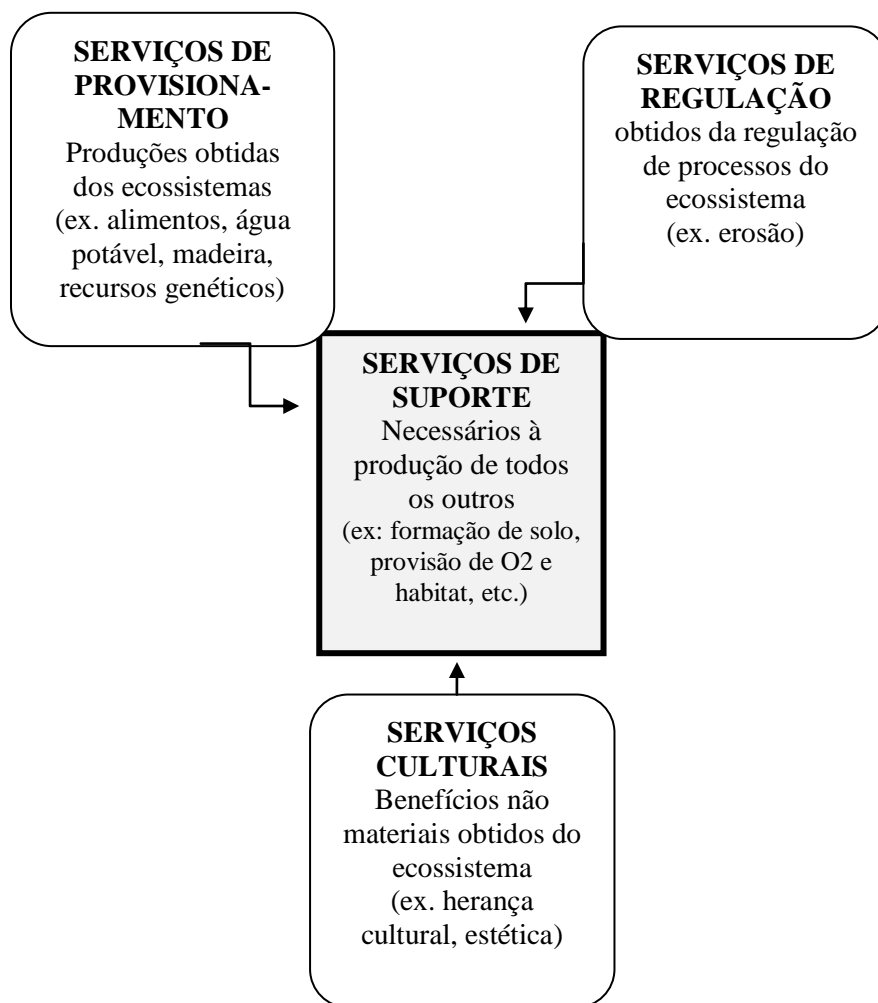 SERVIÇOS DE
PROVISIONA-
MENTO
Produções obtidas
dos ecossistemas
(ex. alimentos, água
potável, madeira,
recursos genéticos)
SERVIÇOS DE
REGULAÇÃO
obtidos da regulação
de processos do
ecossistema
(ex. erosão)
SERVIÇOS DE
SUPORTE
Necessários à
produção de todos
os outros
(ex: formação de solo,
provisão de O2 e
habitat, etc.)
SERVIÇOS
CULTURAIS
Benefícios não
materiais obtidos do
ecossistema
(ex. herança
cultural, estética)